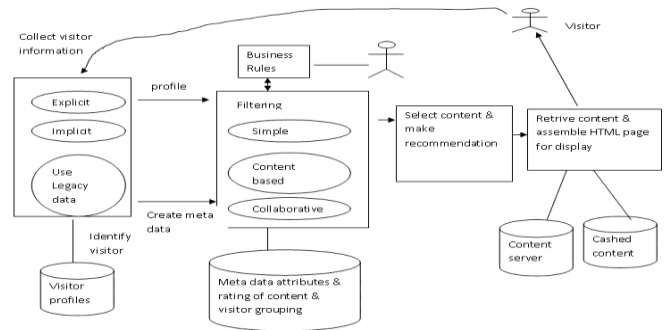 Collect visitor
information
Visitor
Business
Rules
profile
Explicit
Implicit
Use
Legacy
data
Filtering
Simple
Content
based
Collaborative
Select content &
make
recommendation
Retrive content &
assemble HTML page
for display
Create meta
data
Identify
visitor
Visitor
profiles
Meta data attributes &
rating of content &
visitor grouping
Content
server
Cashed
content